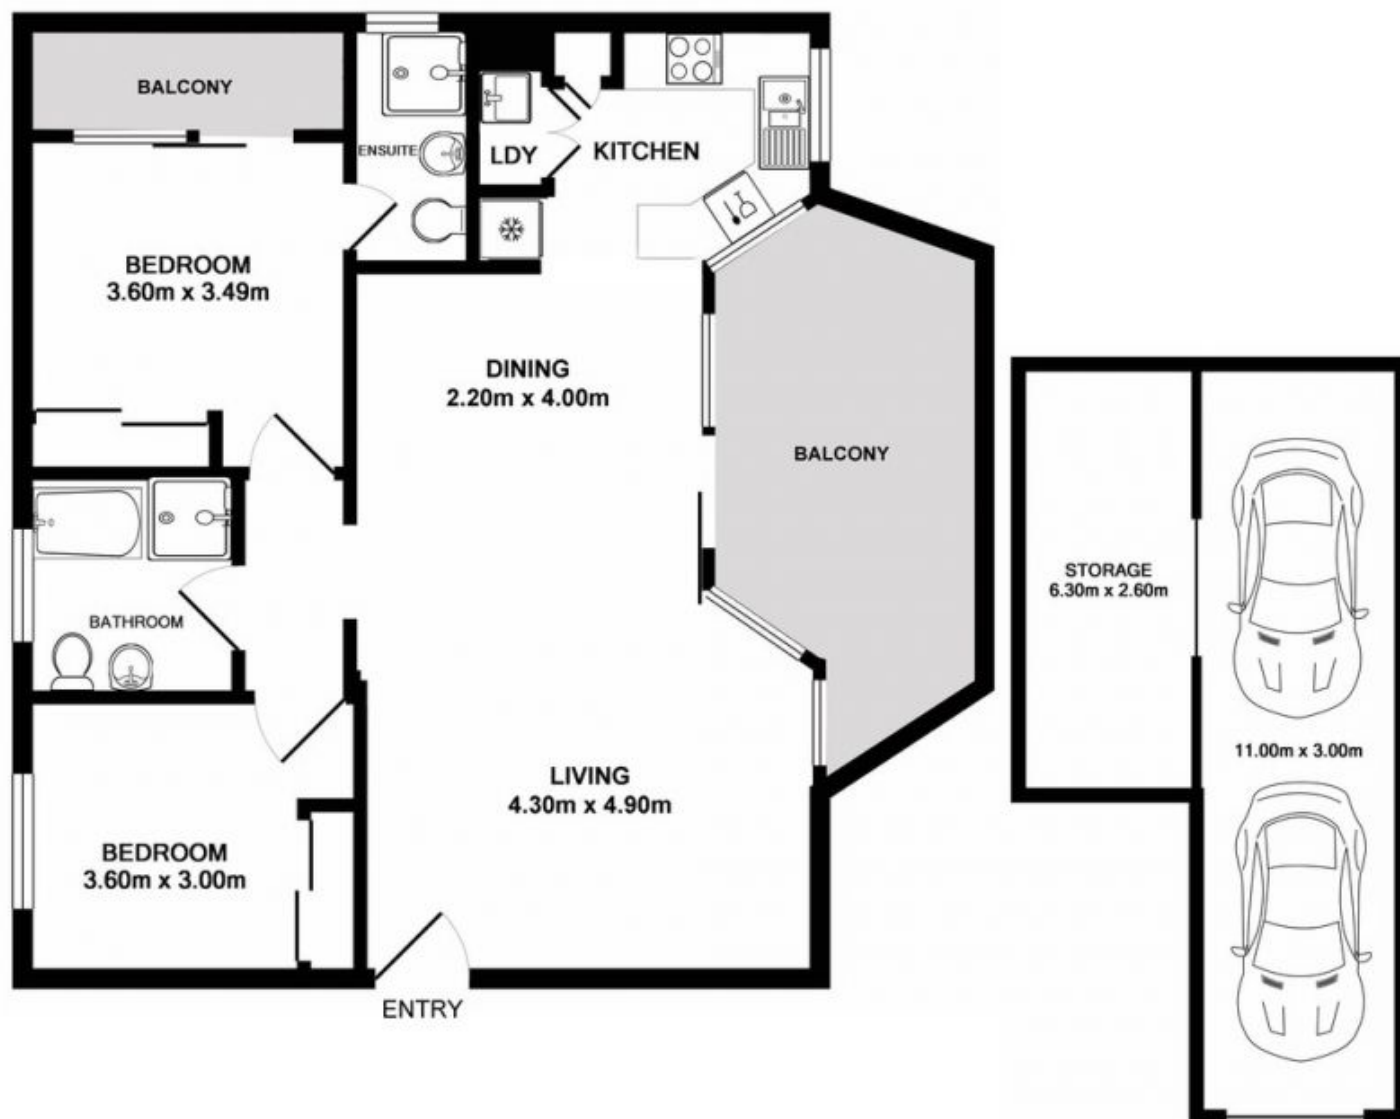 BALCONY
ENSUITE
LDY
KITCHEN
BEDROOM
3.60m x 3.49m
DINING
2.20m x 4.00m
BALCONY
STORAGE
6.30m x 2.60m
BATHROOM
11.00m x 3.00m
LIVING
4.30m x 4.90m
BEDROOM
3.60m x 3.00m
ENTRY